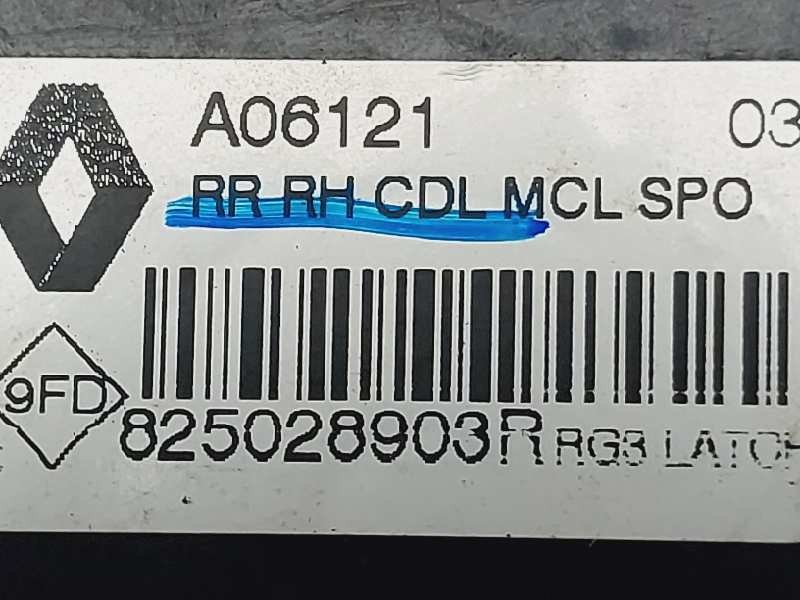 A06121 03
RR RH CDL MCL SPO
9FD
825028903R RG3 LATCH